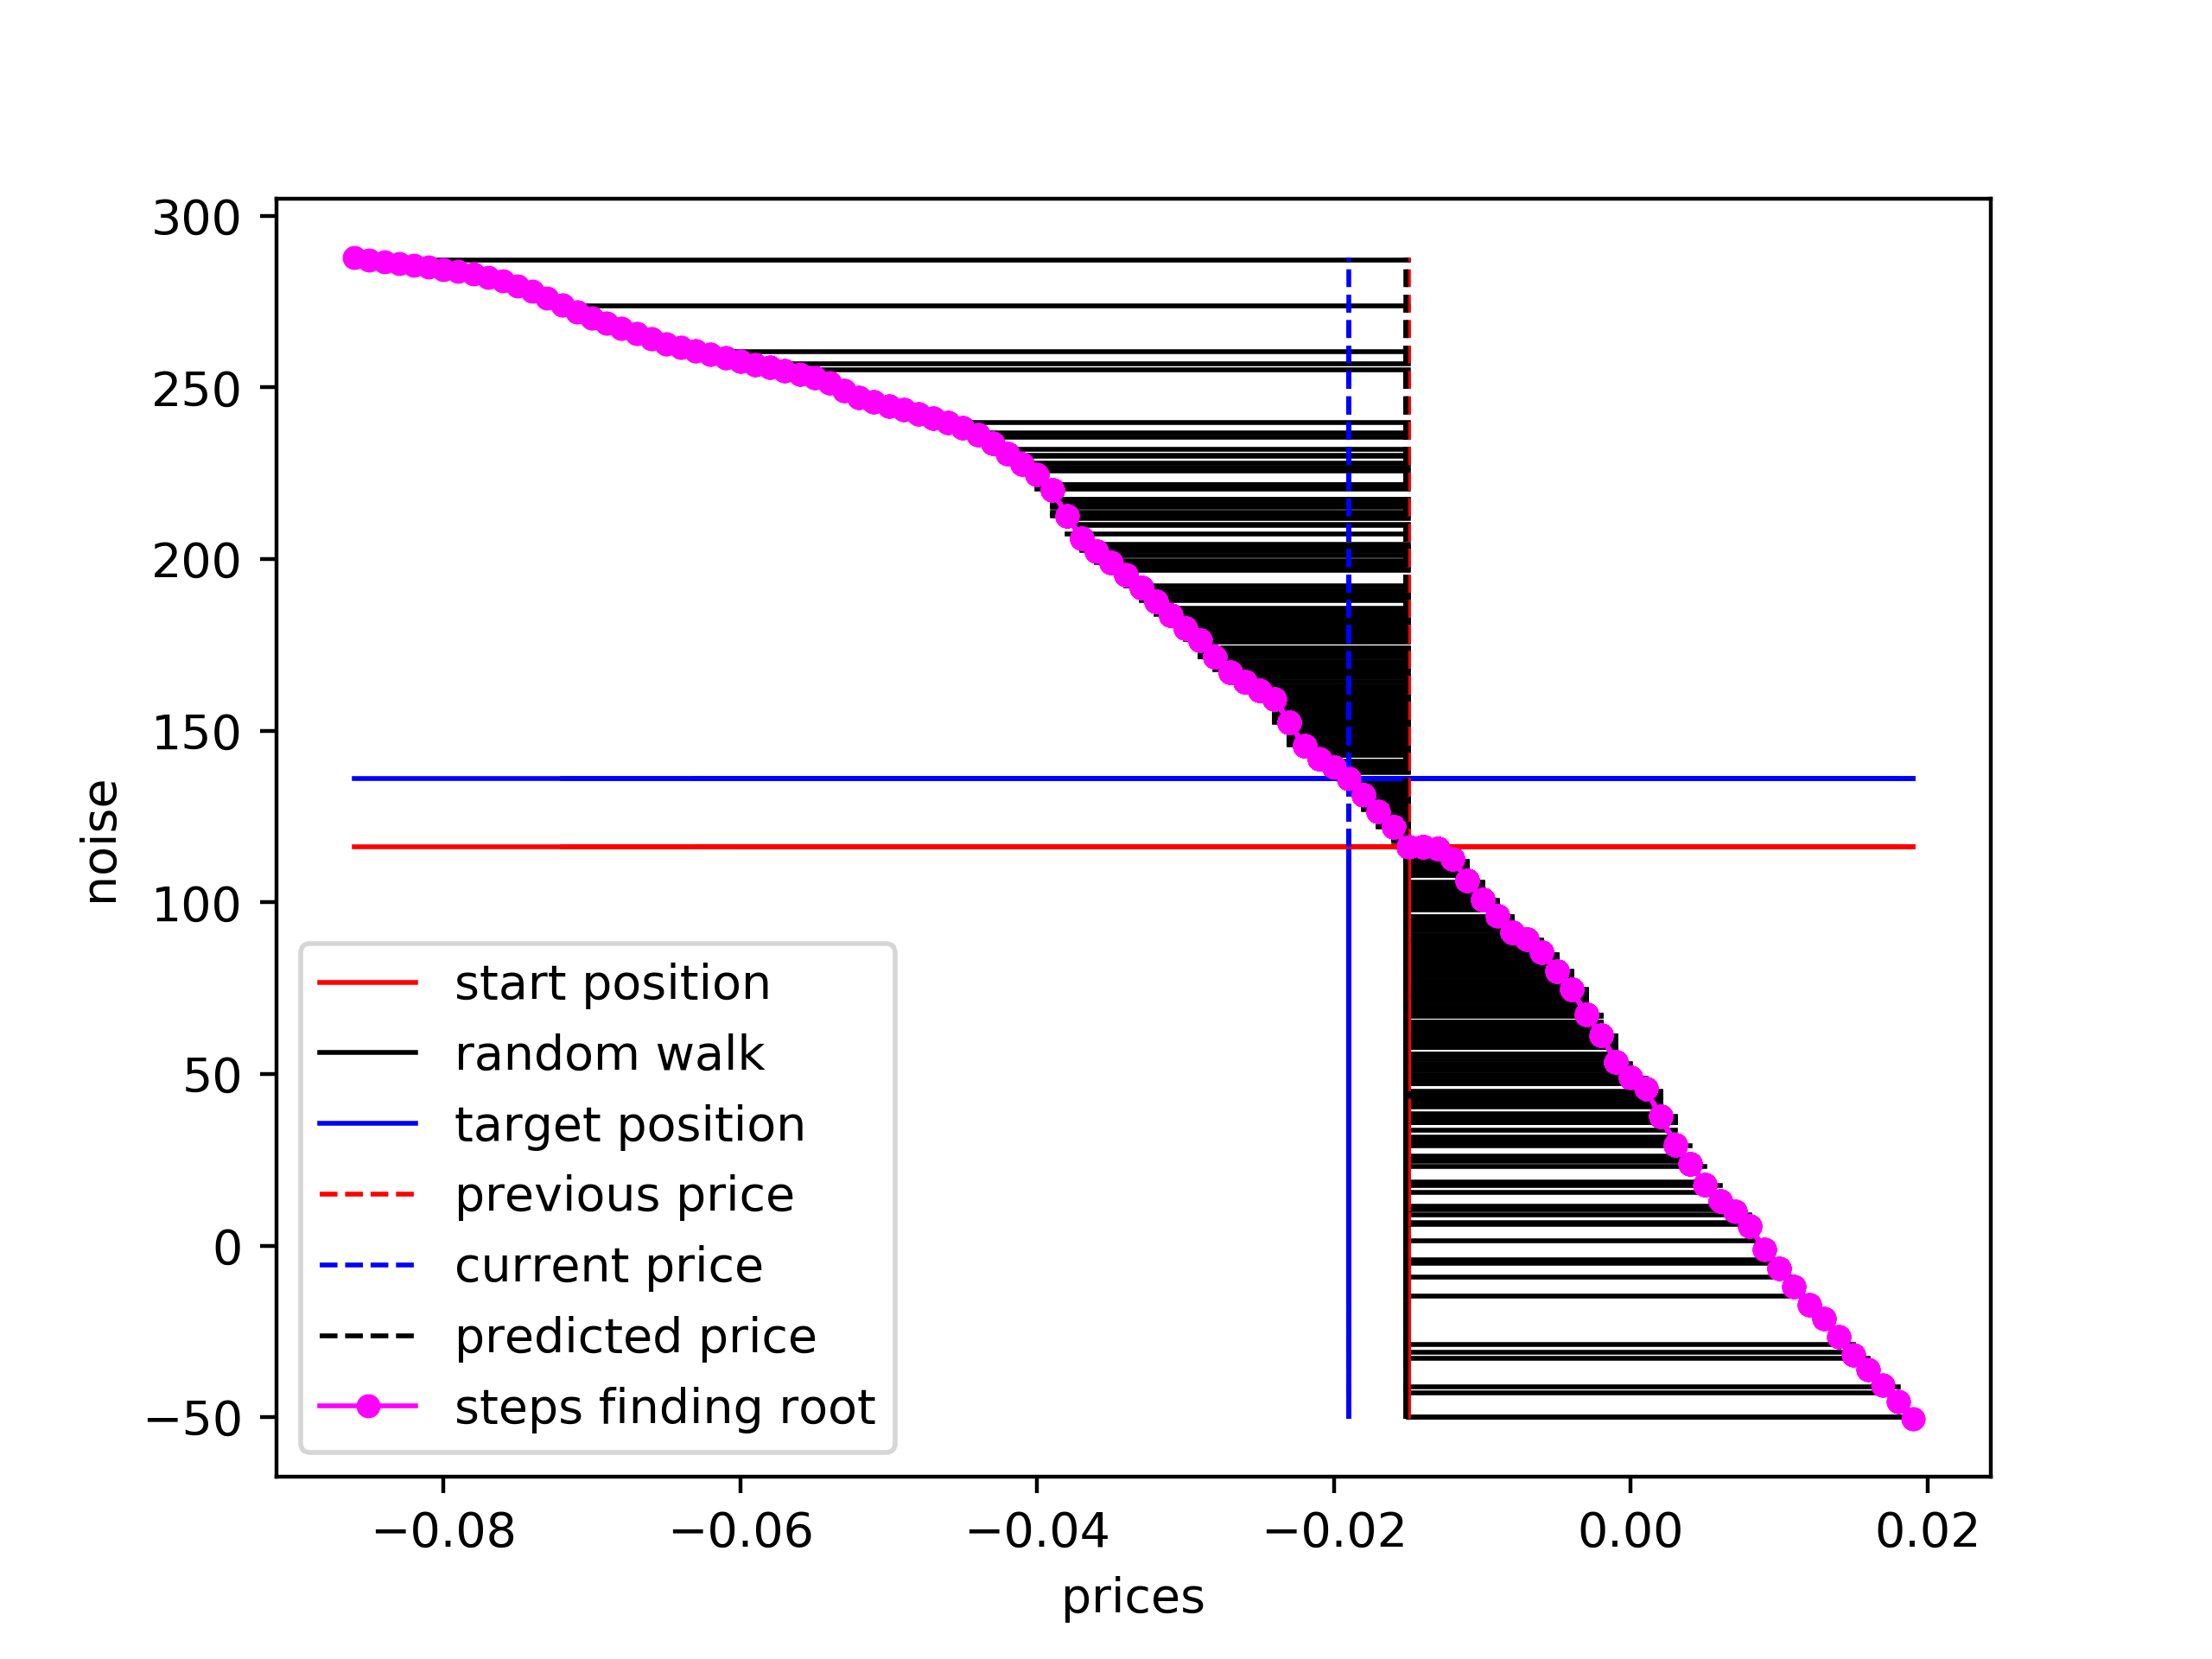 300
250
200
150
100
50
0
−50
noise
start position
random walk
target position
previous price
current price
predicted price
steps finding root
−0.08 −0.06 −0.04 −0.02 0.00 0.02
prices